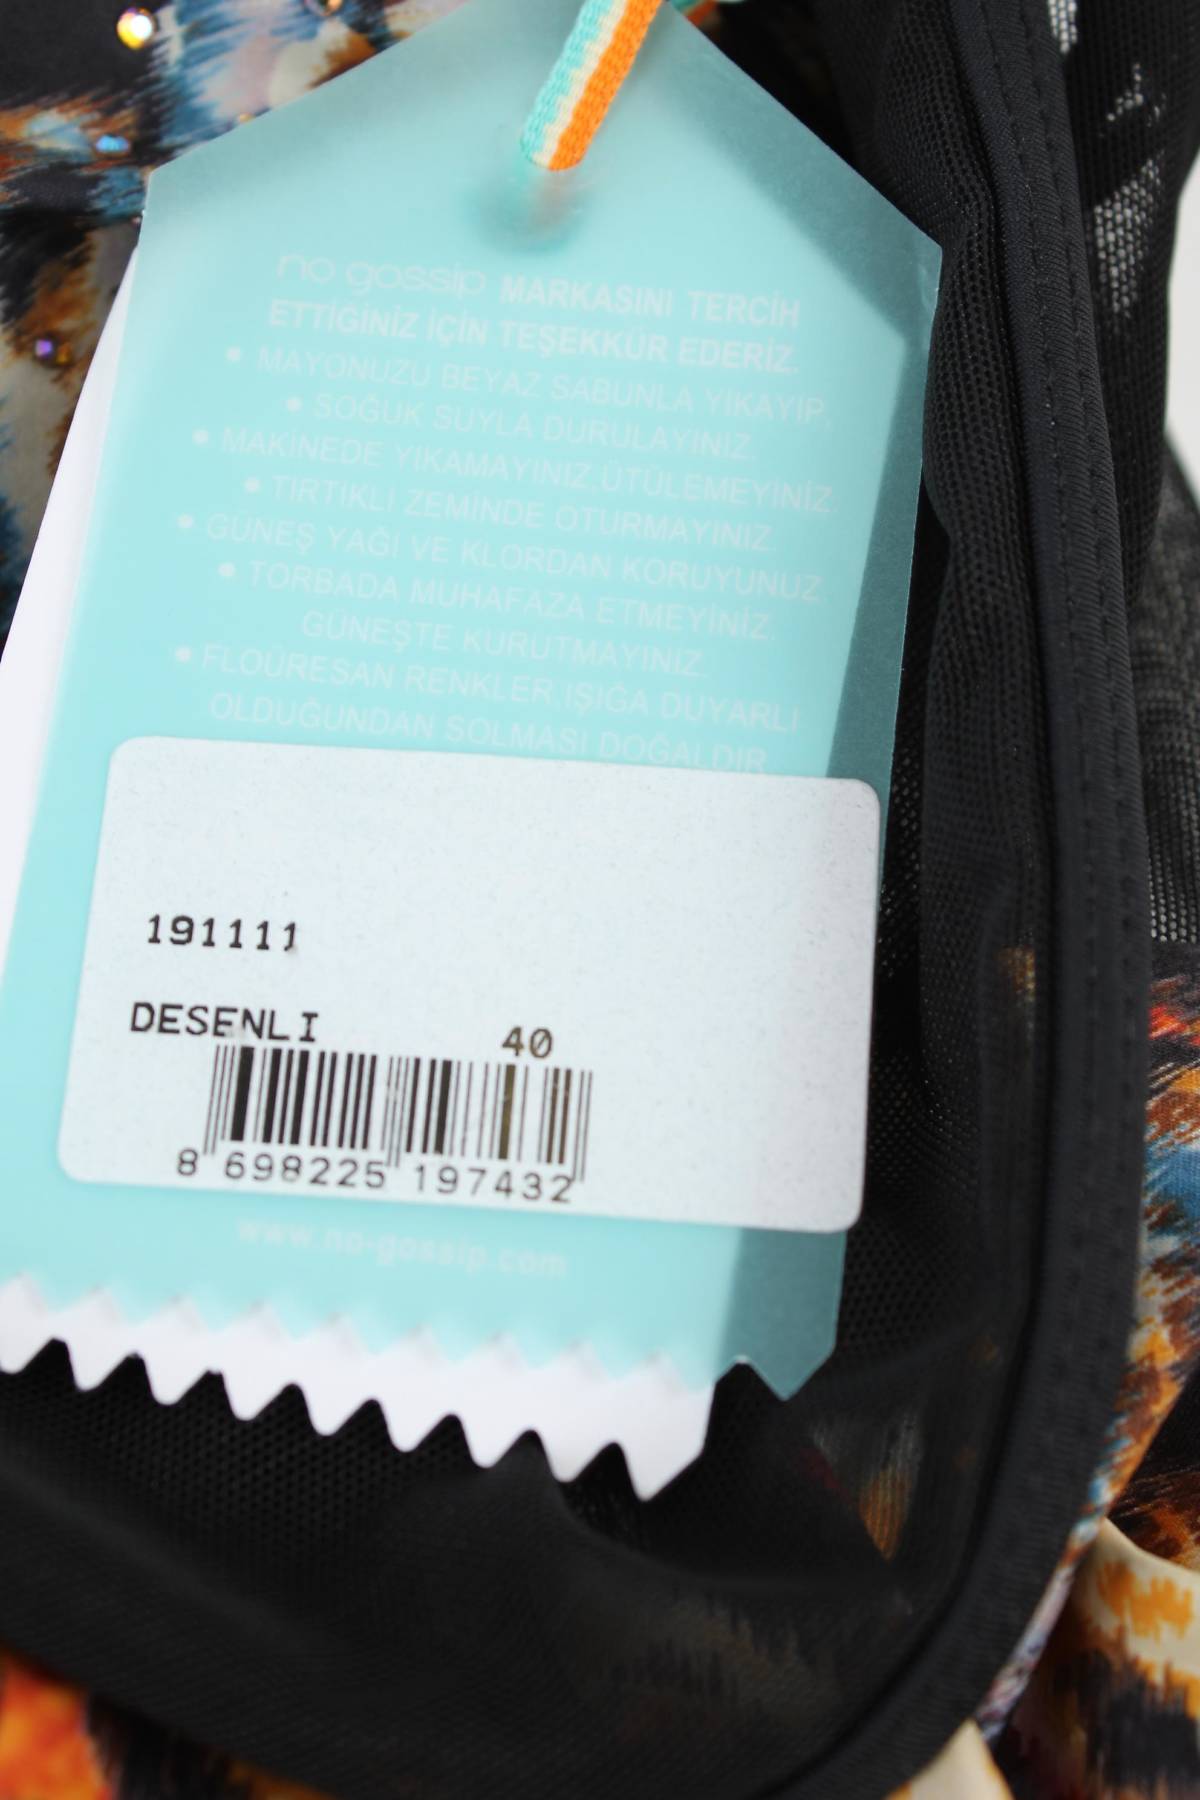 no gossip MARKASINI TERCİH
ETTİGİNİZ İÇİN TEŞEKKÜR EDERİZ.
• MAYONUZU BEYAZ SABUNLA YIKAYIP,
• SOĞUK SUYLA DURULAYINIZ.
• MAKİNEDE YIKAMAYINIZ,ÜTÜLEMEYİNİZ.
• TIRTIKLI ZEMİNDE OTURMAYINIZ.
• GÜNEŞ YAĞI VE KLORDAN KORUYUNUZ.
• TORBADA MUHAFAZA ETMEYİNİZ.
GÜNEŞTE KURUTMAYINIZ.
• FLOÜRESAN RENKLER,IŞIĞA DUYARLI
OLDUĞUNDAN SOLMASI DOĞALDIR
191111
DESENLI 40
8 698225 197432
www.no-gossip.com